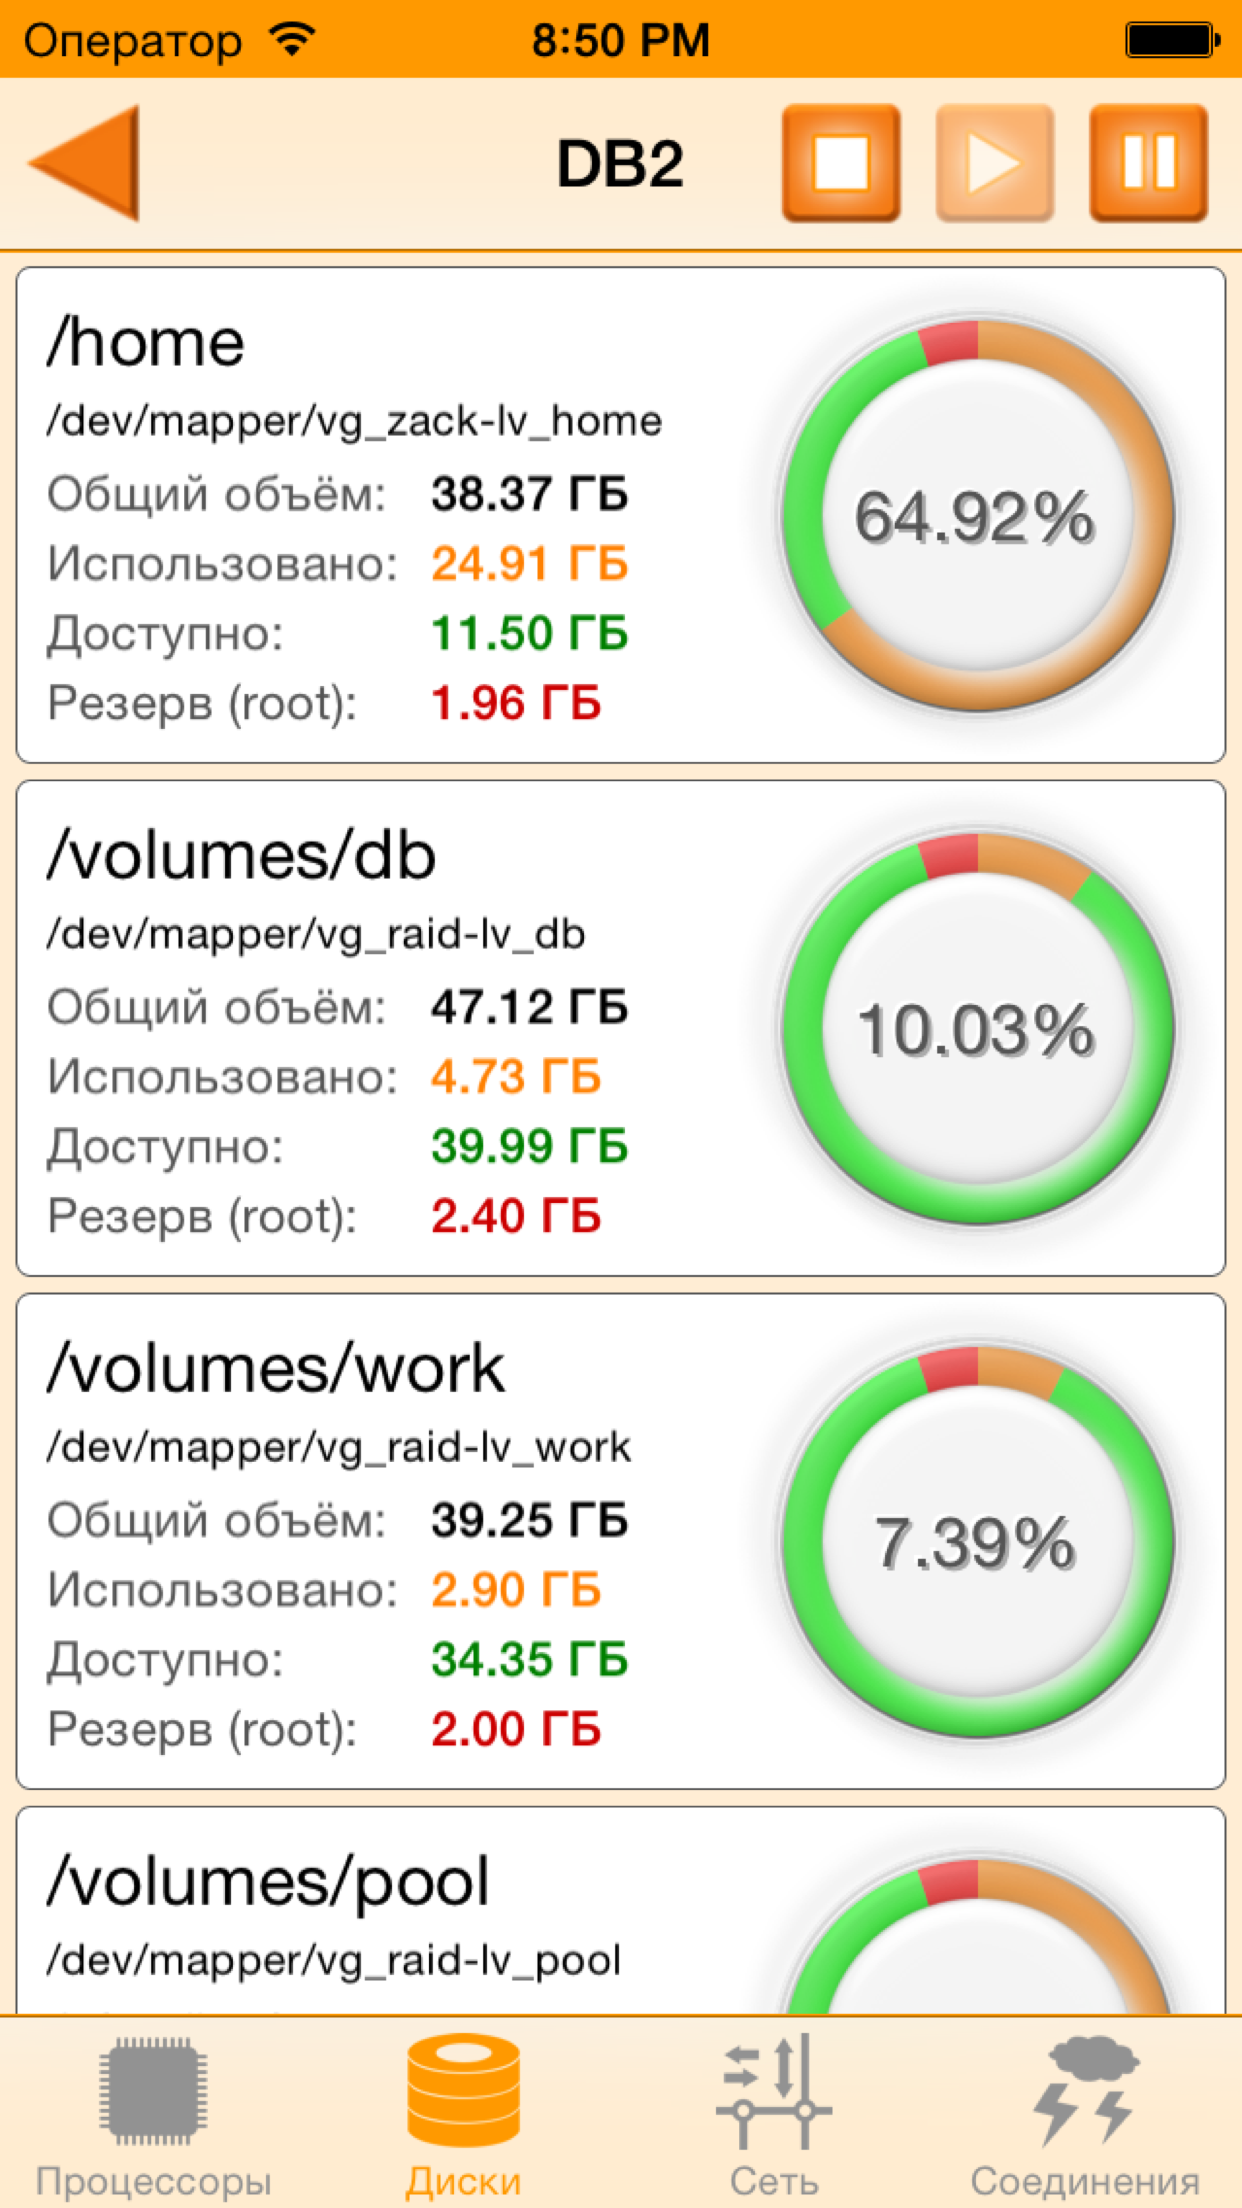 Оператор 8:50 PM
DB2
/home
/dev/mapper/vg_zack-lv_home
Общий объём: 38.37 ГБ
Использовано: 24.91 ГБ
Доступно: 11.50 ГБ
Резерв (root): 1.96 ГБ
64.92%
/volumes/db
/dev/mapper/vg_raid-lv_db
Общий объём: 47.12 ГБ
Использовано: 4.73 ГБ
Доступно: 39.99 ГБ
Резерв (root): 2.40 ГБ
10.03%
/volumes/work
/dev/mapper/vg_raid-lv_work
Общий объём: 39.25 ГБ
Использовано: 2.90 ГБ
Доступно: 34.35 ГБ
Резерв (root): 2.00 ГБ
7.39%
/volumes/pool
/dev/mapper/vg_raid-lv_pool
Процессоры Диски Сеть Соединения